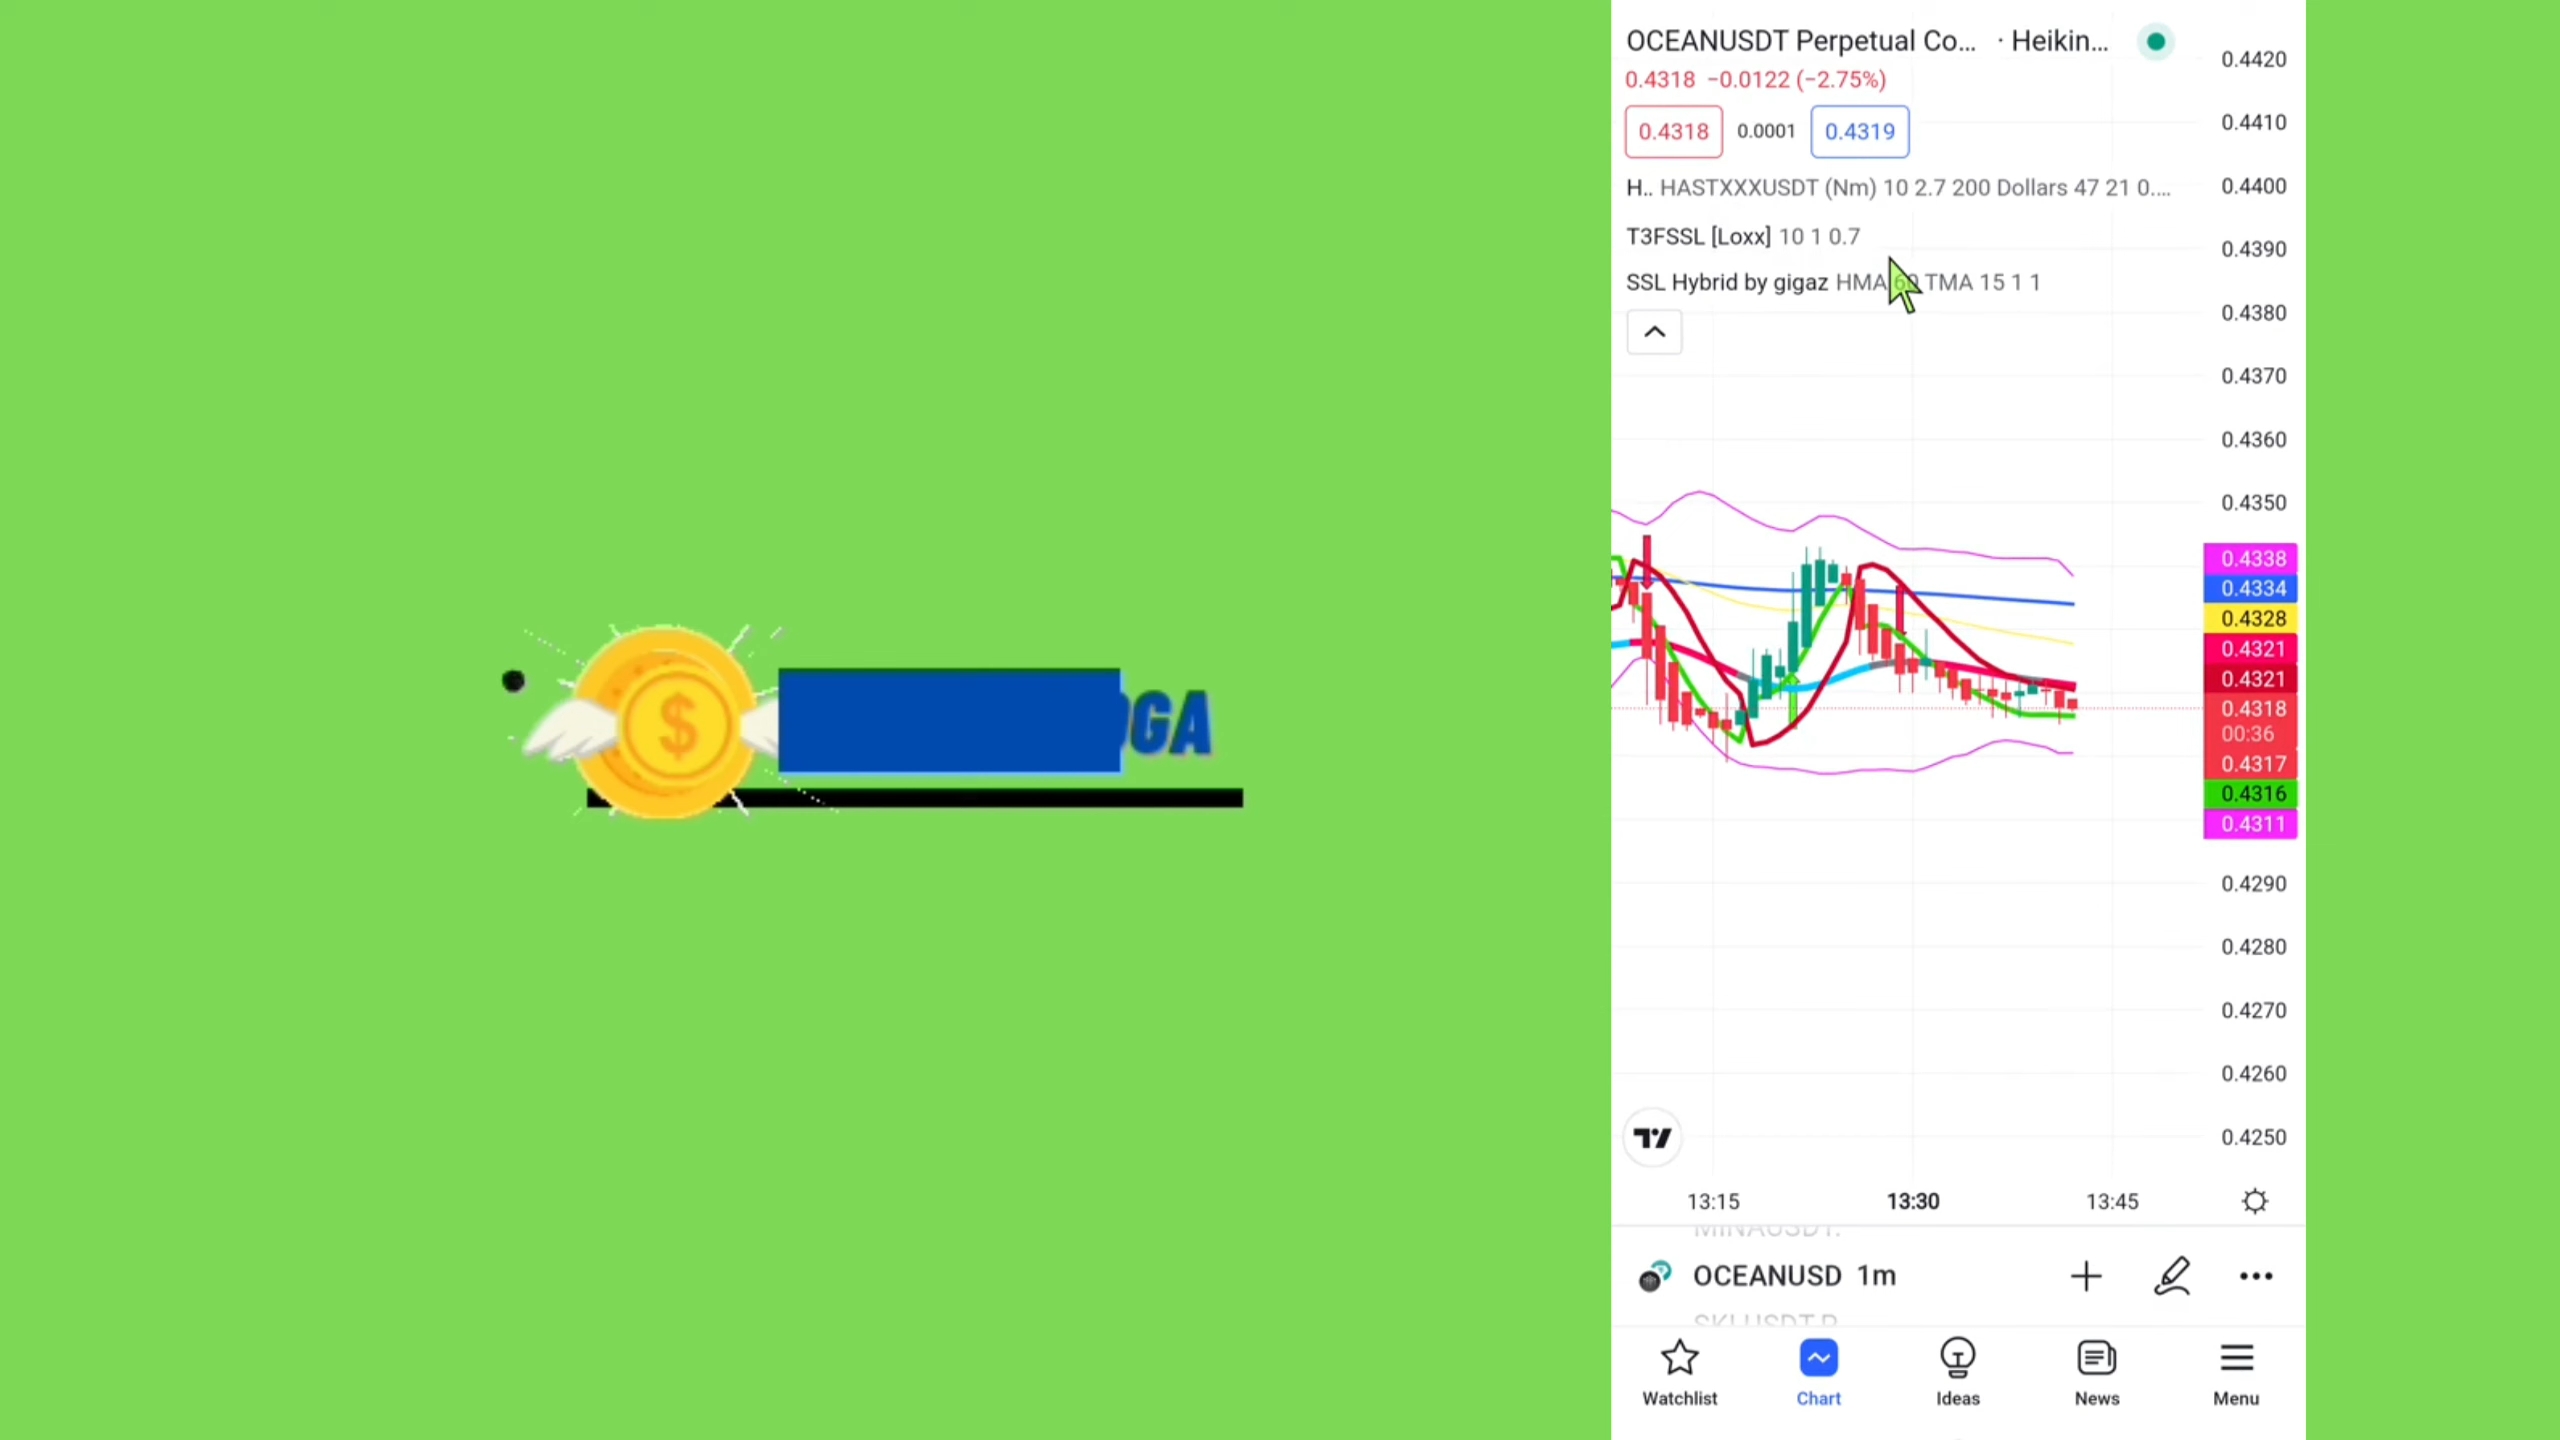 $
GA
OCEANUSDT Perpetual Co... · Heikin...
0.4318 −0.0122 (−2.75%)
0.4318 0.0001 0.4319
H.. HASTXXXUSDT (Nm) 10 2.7 200 Dollars 47 21 0....
T3FSSL [Loxx] 10 1 0.7
SSL Hybrid by gigaz HMA 60 TMA 15 1 1
0.4420
0.4410
0.4400
0.4390
0.4380
0.4370
0.4360
0.4350
0.4338
0.4334
0.4328
0.4321
0.4321
0.4318
00:36
0.4317
0.4316
0.4311
0.4290
0.4280
0.4270
0.4260
0.4250
13:15 13:30 13:45
OCEANUSD 1m
Watchlist Chart Ideas News Menu